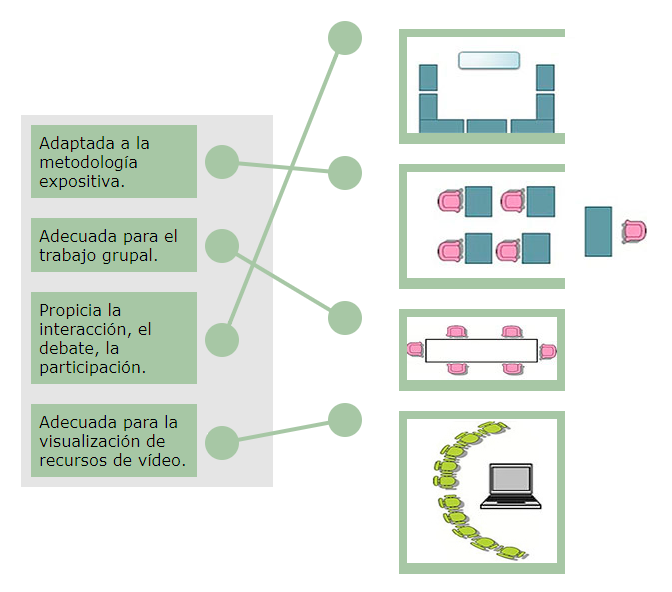 Adaptada a la
metodología
expositiva.
Adecuada para el
trabajo grupal.
Propicia la
interacción, el
debate, la
participación.
Adecuada para la
visualización de
recursos de vídeo.